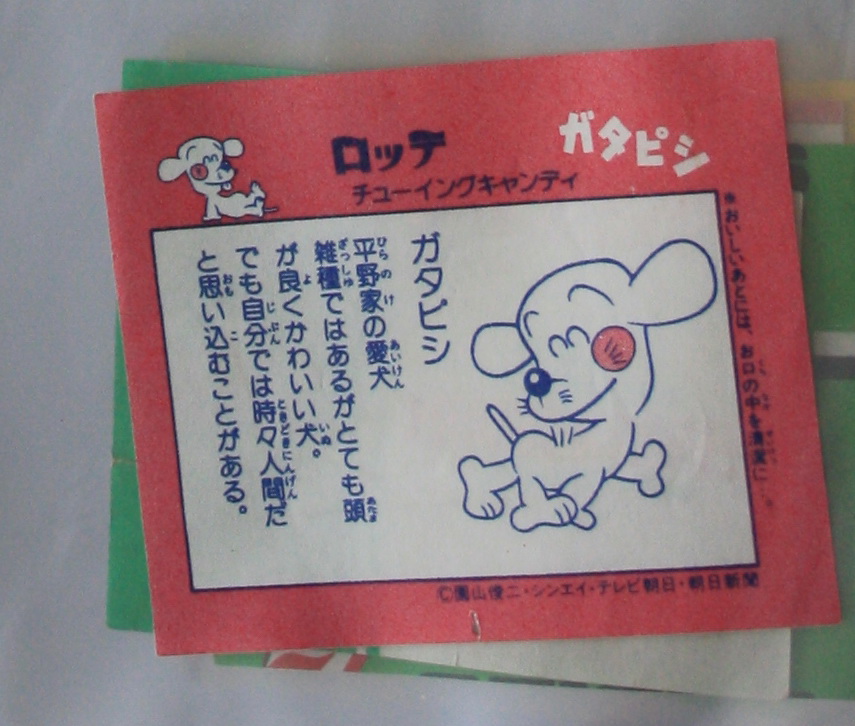 ロッテ
チューイングキャンディ
ガタピシ
ガタピシ
平野家の愛犬
雑種ではあるがとても頭
が良くかわいい犬。
でも自分では時々人間だ
と思い込むことがある。
※おいしいあとには、お口の中を清潔に…。
©園山俊二・シンエイ・テレビ朝日・朝日新聞